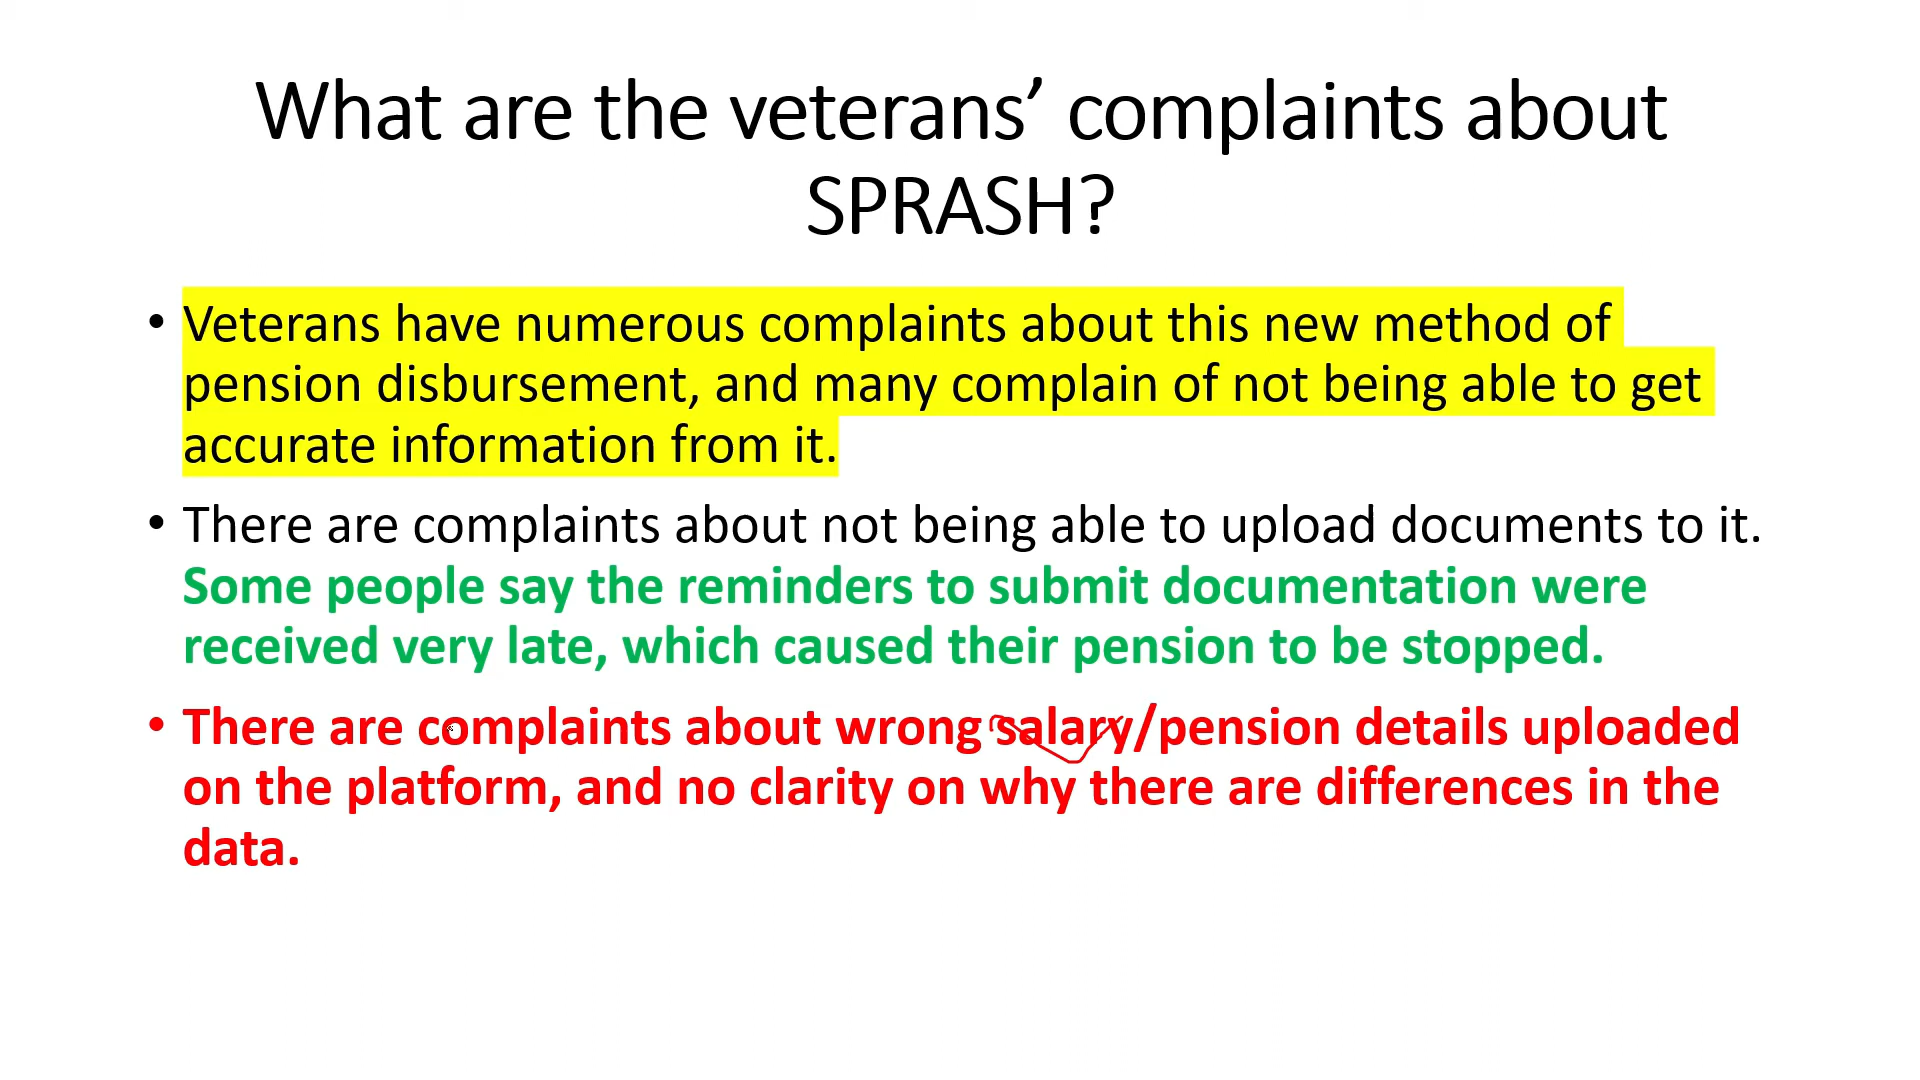 What are the veterans’ complaints about
SPRASH?
• Veterans have numerous complaints about this new method of
pension disbursement, and many complain of not being able to get
accurate information from it.
• There are complaints about not being able to upload documents to it.
Some people say the reminders to submit documentation were
received very late, which caused their pension to be stopped.
• There are complaints about wrong salary/pension details uploaded
on the platform, and no clarity on why there are differences in the
data.